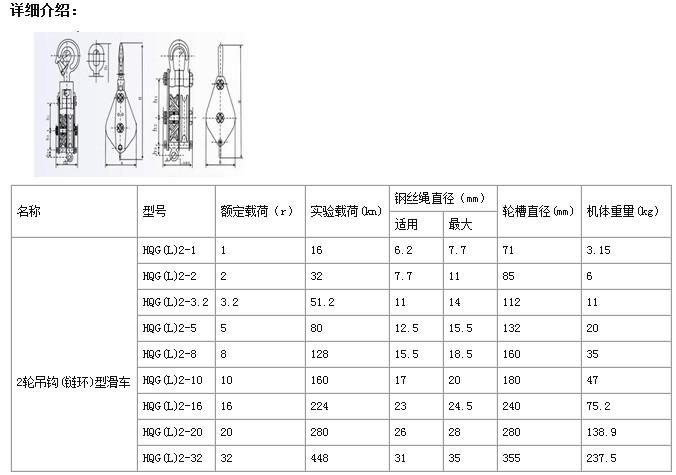 详细介绍：
名称 型号 额定载荷（r） 实验载荷(kn) 钢丝绳直径（mm） 轮槽直径(mm) 机体重量(kg)
适用 最大
2轮吊钩(链环)型滑车
HQG(L)2-1 1 16 6.2 7.7 71 3.15
HQG(L)2-2 2 32 7.7 11 85 6
HQG(L)2-3.2 3.2 51.2 11 14 112 11
HQG(L)2-5 5 80 12.5 15.5 132 20
HQG(L)2-8 8 128 15.5 18.5 160 35
HQG(L)2-10 10 160 17 20 180 47
HQG(L)2-16 16 224 23 24.5 240 75.2
HQG(L)2-20 20 280 26 28 280 138.9
HQG(L)2-32 32 448 31 35 355 237.5